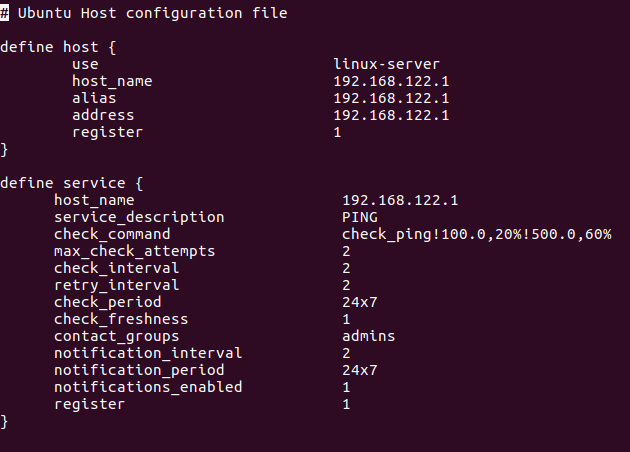 # Ubuntu Host configuration file
define host {
use linux-server
host_name 192.168.122.1
alias 192.168.122.1
address 192.168.122.1
register 1
}
define service {
host_name 192.168.122.1
service_description PING
check_command check_ping!100.0,20%!500.0,60%
max_check_attempts 2
check_interval 2
retry_interval 2
check_period 24x7
check_freshness 1
contact_groups admins
notification_interval 2
notification_period 24x7
notifications_enabled 1
register 1
}